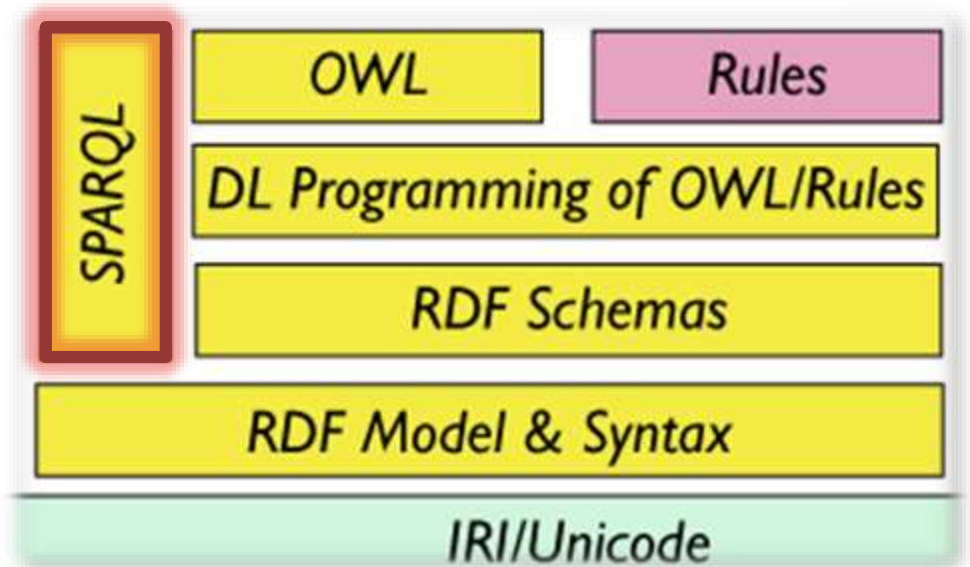 SPARQL
OWL
Rules
DL Programming of OWL/Rules
RDF Schemas
RDF Model & Syntax
IRI/Unicode